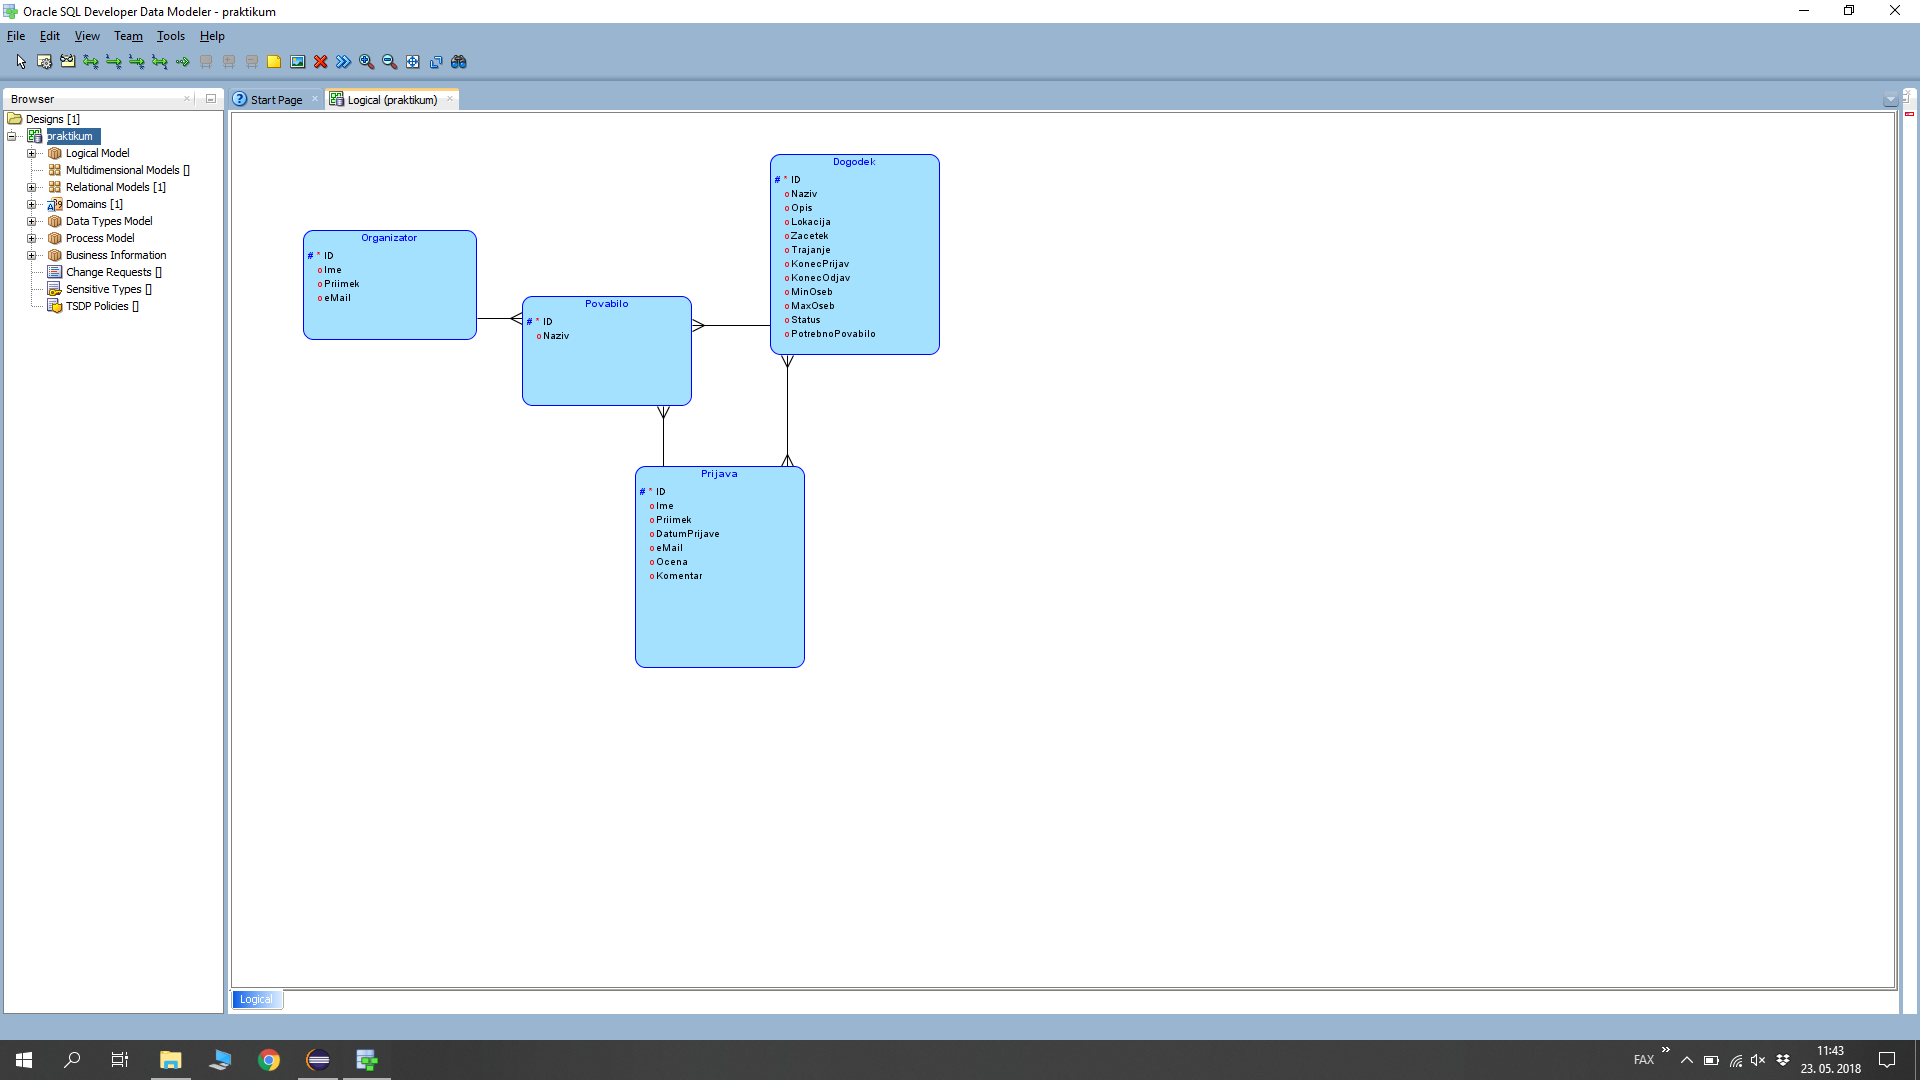 Oracle SQL Developer Data Modeler - praktikum
File Edit View Team Tools Help
Browser
Start Page
Logical (praktikum)
Designs [1]
praktikum
Logical Model
Multidimensional Models []
Relational Models [1]
Domains [1]
Data Types Model
Process Model
Business Information
Change Requests []
Sensitive Types []
TSDP Policies []
Organizator
# * ID
o Ime
o Priimek
o eMail
Povabilo
# * ID
o Naziv
Dogodek
# * ID
o Naziv
o Opis
o Lokacija
o Zacetek
o Trajanje
o KonecPrijav
o KonecOdjav
o MinOseb
o MaxOseb
o Status
o PotrebnoPovabilo
Prijava
# * ID
o Ime
o Priimek
o DatumPrijave
o eMail
o Ocena
o Komentar
Logical
FAX
11:43
23. 05. 2018